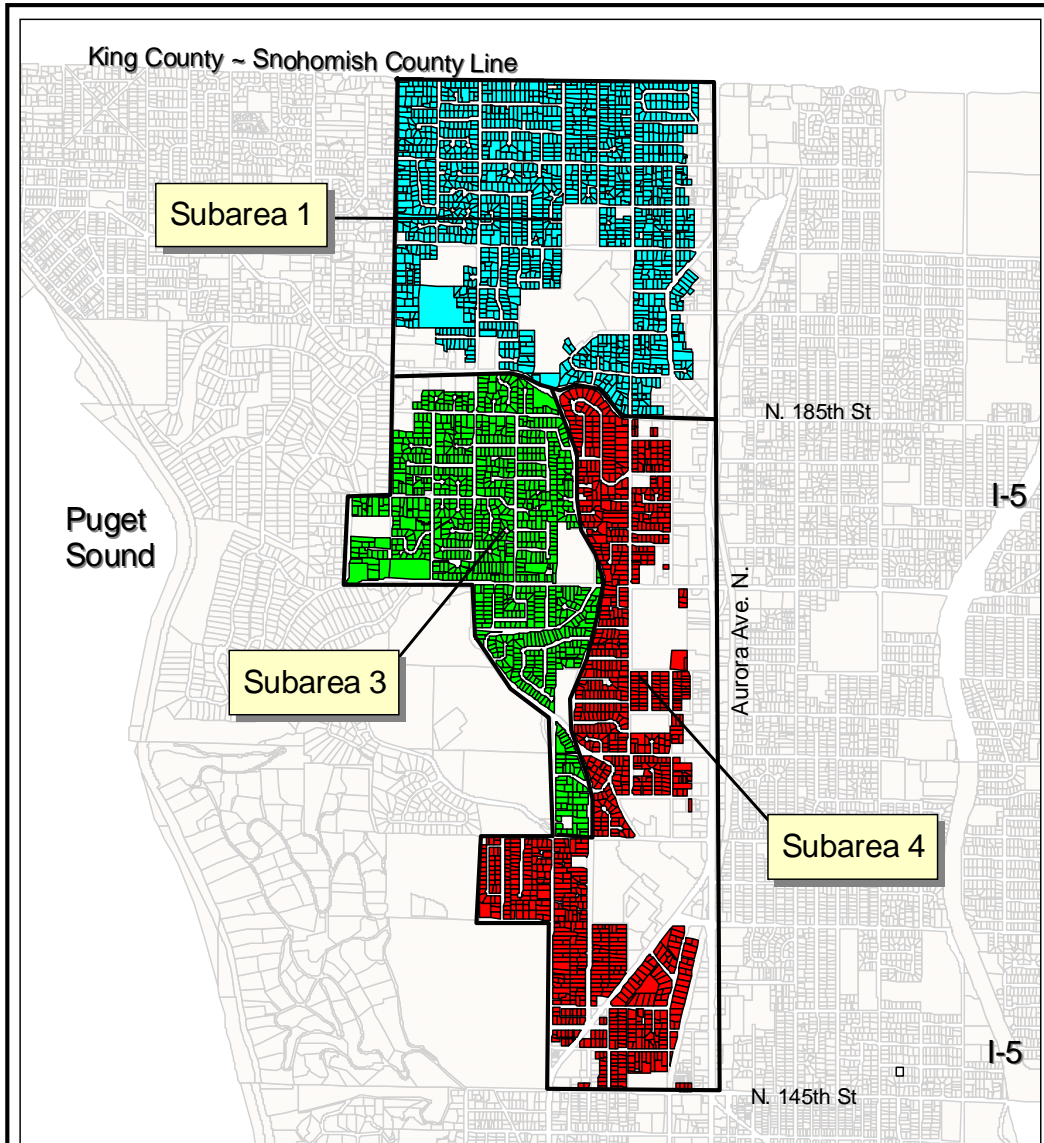 King County ~ Snohomish County Line
Subarea 1
N. 185th St
I-5
Puget
Sound
Aurora Ave. N.
Subarea 3
Subarea 4
I-5
N. 145th St